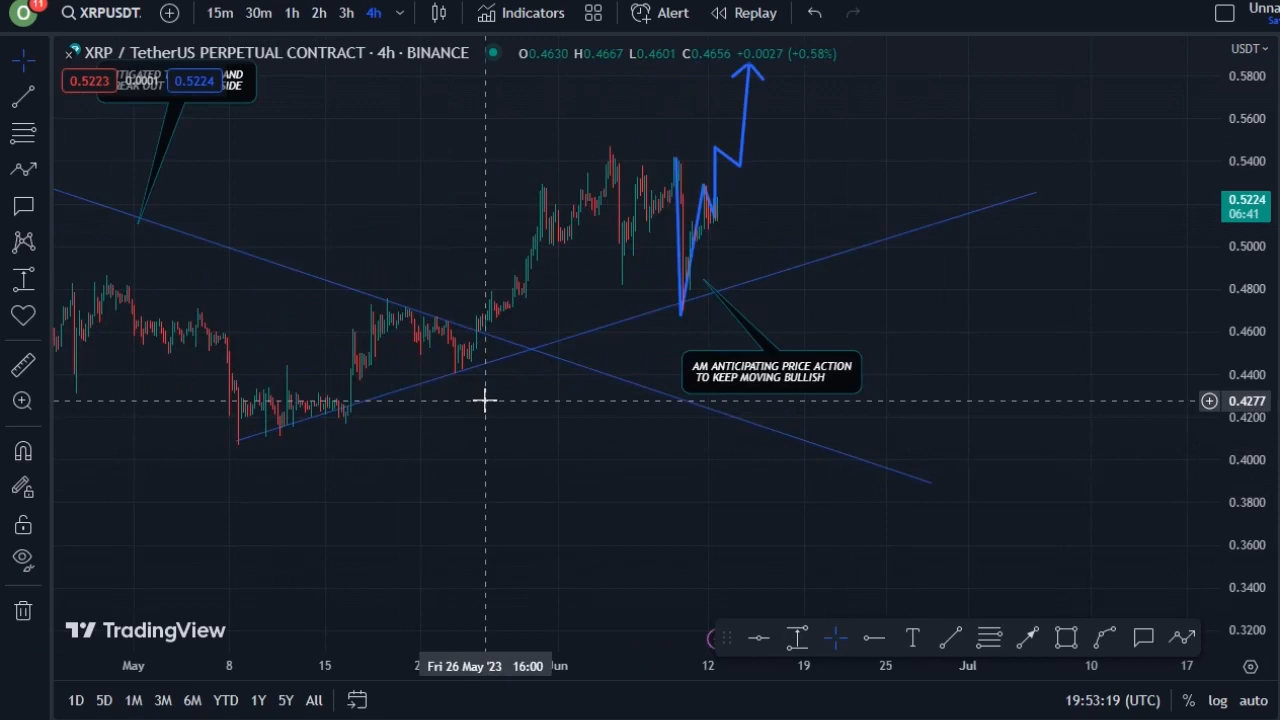 11
O
XRPUSDT.
15m 30m 1h 2h 3h 4h
Indicators
Alert
Replay
Unna
XRP / TetherUS PERPETUAL CONTRACT · 4h · BINANCE
O0.4630 H0.4667 L0.4601 C0.4656 +0.0027 (+0.58%)
USDT
AND
0.5223 0.0001 0.5224
OUT
SIDE
0.5800
0.5600
0.5400
0.5224
06:41
0.5000
0.4800
0.4600
0.4400
0.4277
0.4200
0.4000
0.3800
0.3600
0.3400
0.3200
AM ANTICIPATING PRICE ACTION
TO KEEP MOVING BULLISH
TradingView
May 8 15 Fri 26 May '23 16:00 Jun 12 19 25 Jul 10 17
1D 5D 1M 3M 6M YTD 1Y 5Y All
19:53:19 (UTC) % log auto